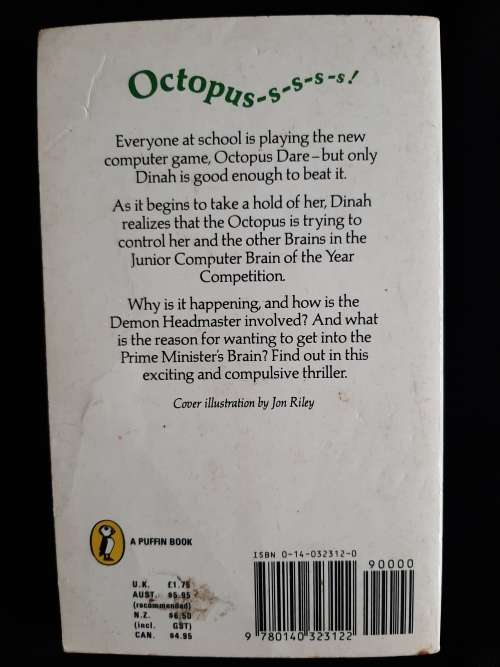 Octopus-s-s-s-s!
Everyone at school is playing the new
computer game, Octopus Dare–but only
Dinah is good enough to beat it.
As it begins to take a hold of her, Dinah
realizes that the Octopus is trying to
control her and the other Brains in the
Junior Computer Brain of the Year
Competition.
Why is it happening, and how is the
Demon Headmaster involved? And what
is the reason for wanting to get into the
Prime Minister's Brain? Find out in this
exciting and compulsive thriller.
Cover illustration by Jon Riley
A PUFFIN BOOK
U.K. £1.75
AUST. $5.95
(recommended)
N.Z. $6.50
(incl. GST)
CAN. $4.95
ISBN 0-14-032312-0
90000
9 780140 323122